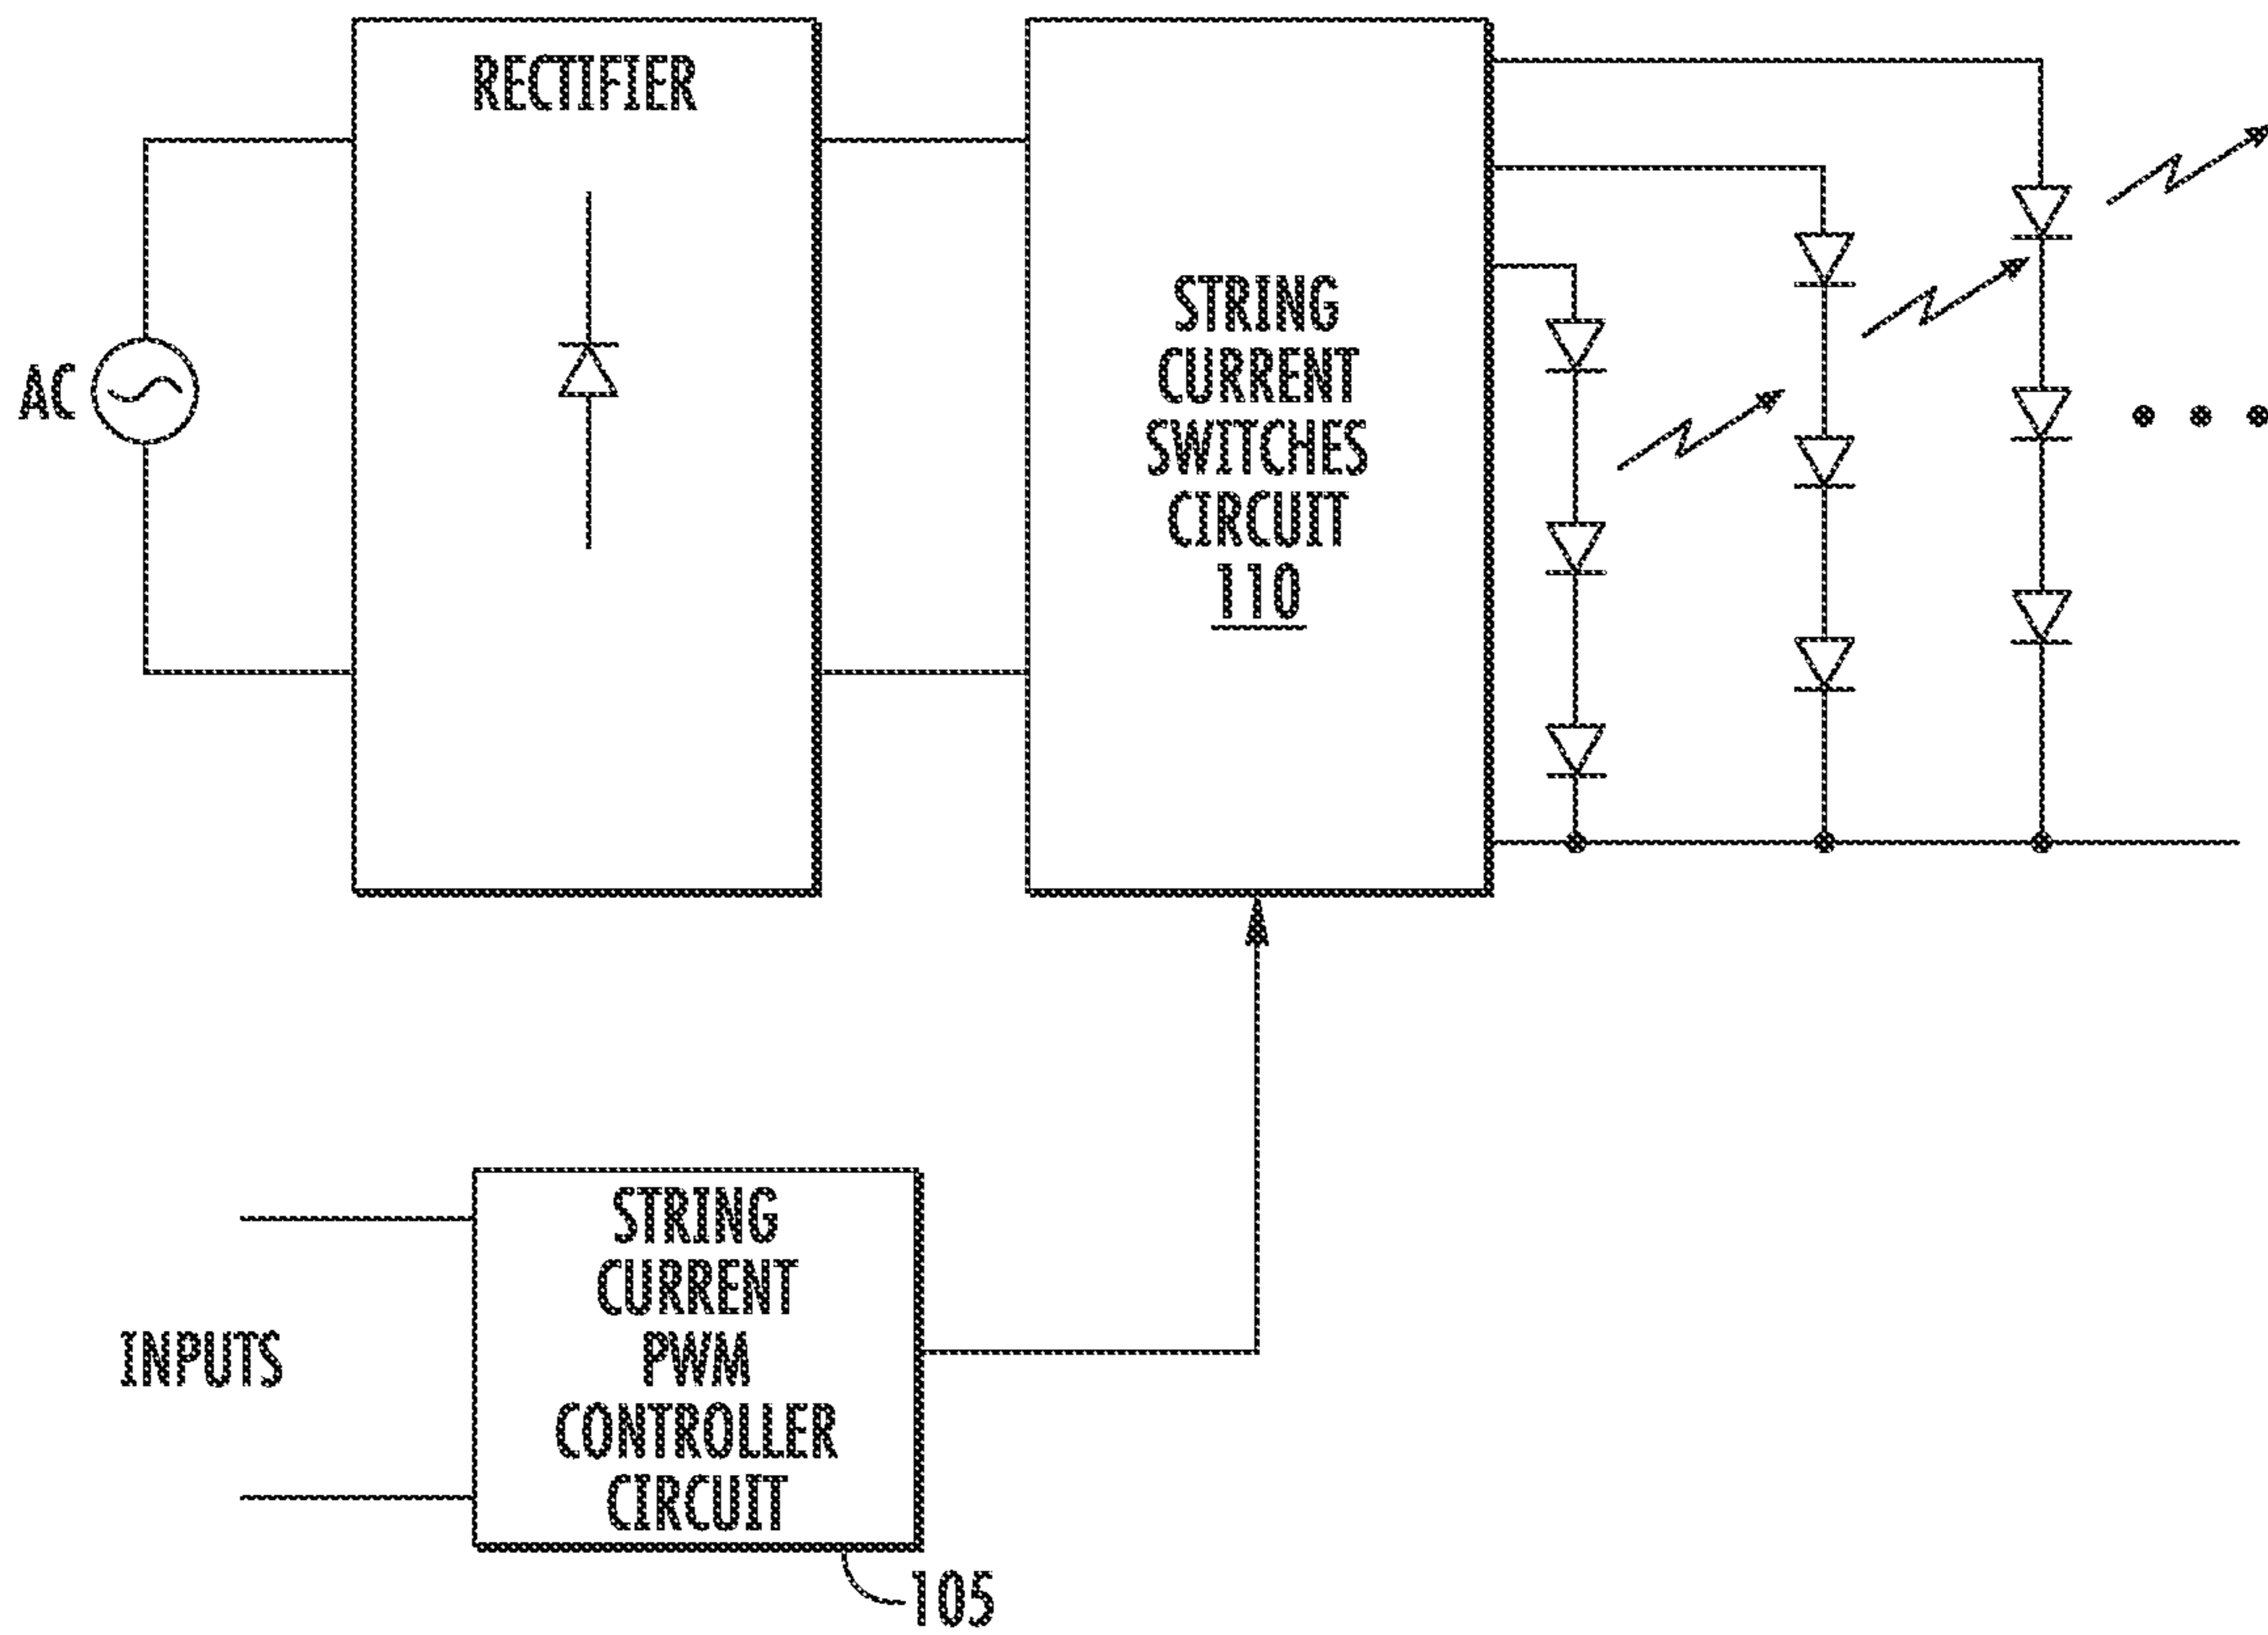 RECTIFIER
AC
STRING
CURRENT
SWITCHES
CIRCUIT
110
INPUTS
STRING
CURRENT
PWM
CONTROLLER
CIRCUIT
105